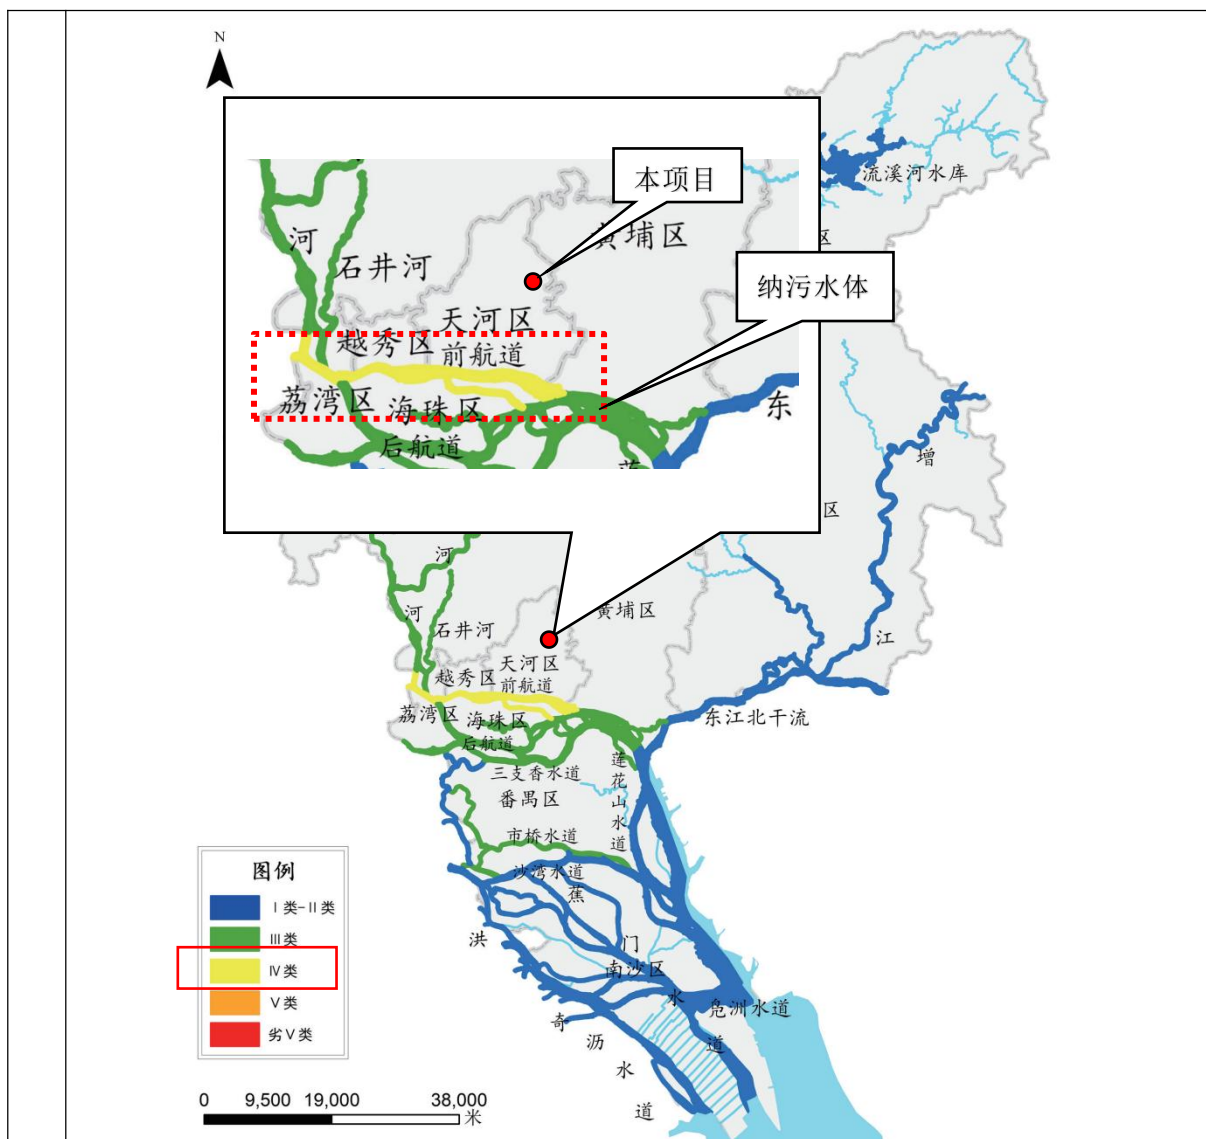 N
流溪河水库
区
本项目
黄埔区
纳污水体
河
石井河
天河区
越秀区
前航道
荔湾区
海珠区
后航道
东
增
区
河
河
石井河
黄埔区
天河区
越秀区
前航道
荔湾区
海珠区
后航道
东江北干流
江
三支香水道
莲花山水道
番禺区
市桥水道
沙湾水道
蕉
门
水
道
南沙区
凫洲水道
洪
奇
沥
水
道
图例
Ⅰ类-Ⅱ类
Ⅲ类
Ⅳ类
Ⅴ类
劣Ⅴ类
0 9,500 19,000 38,000
米